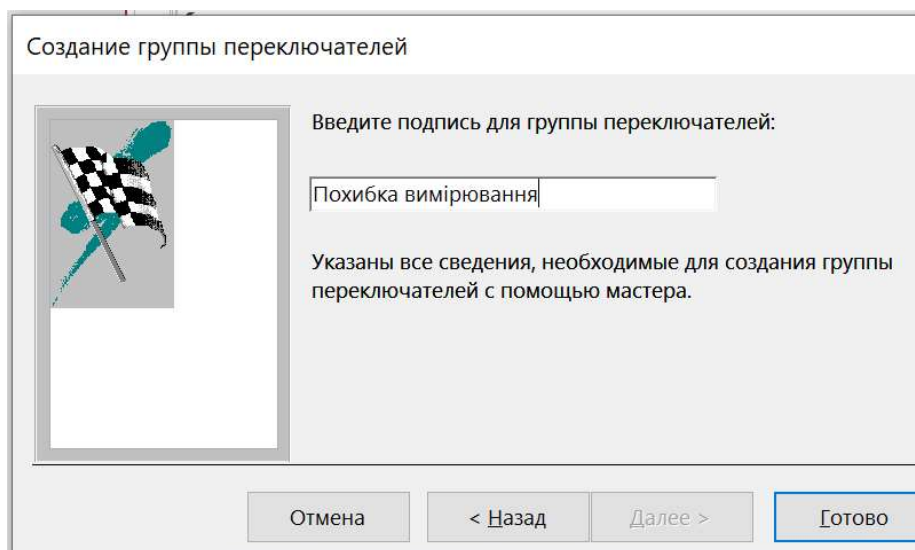 Создание группы переключателей
Введите подпись для группы переключателей:
Похибка вимірювання
Указаны все сведения, необходимые для создания группы
переключателей с помощью мастера.
Отмена
< Назад
Далее >
Готово